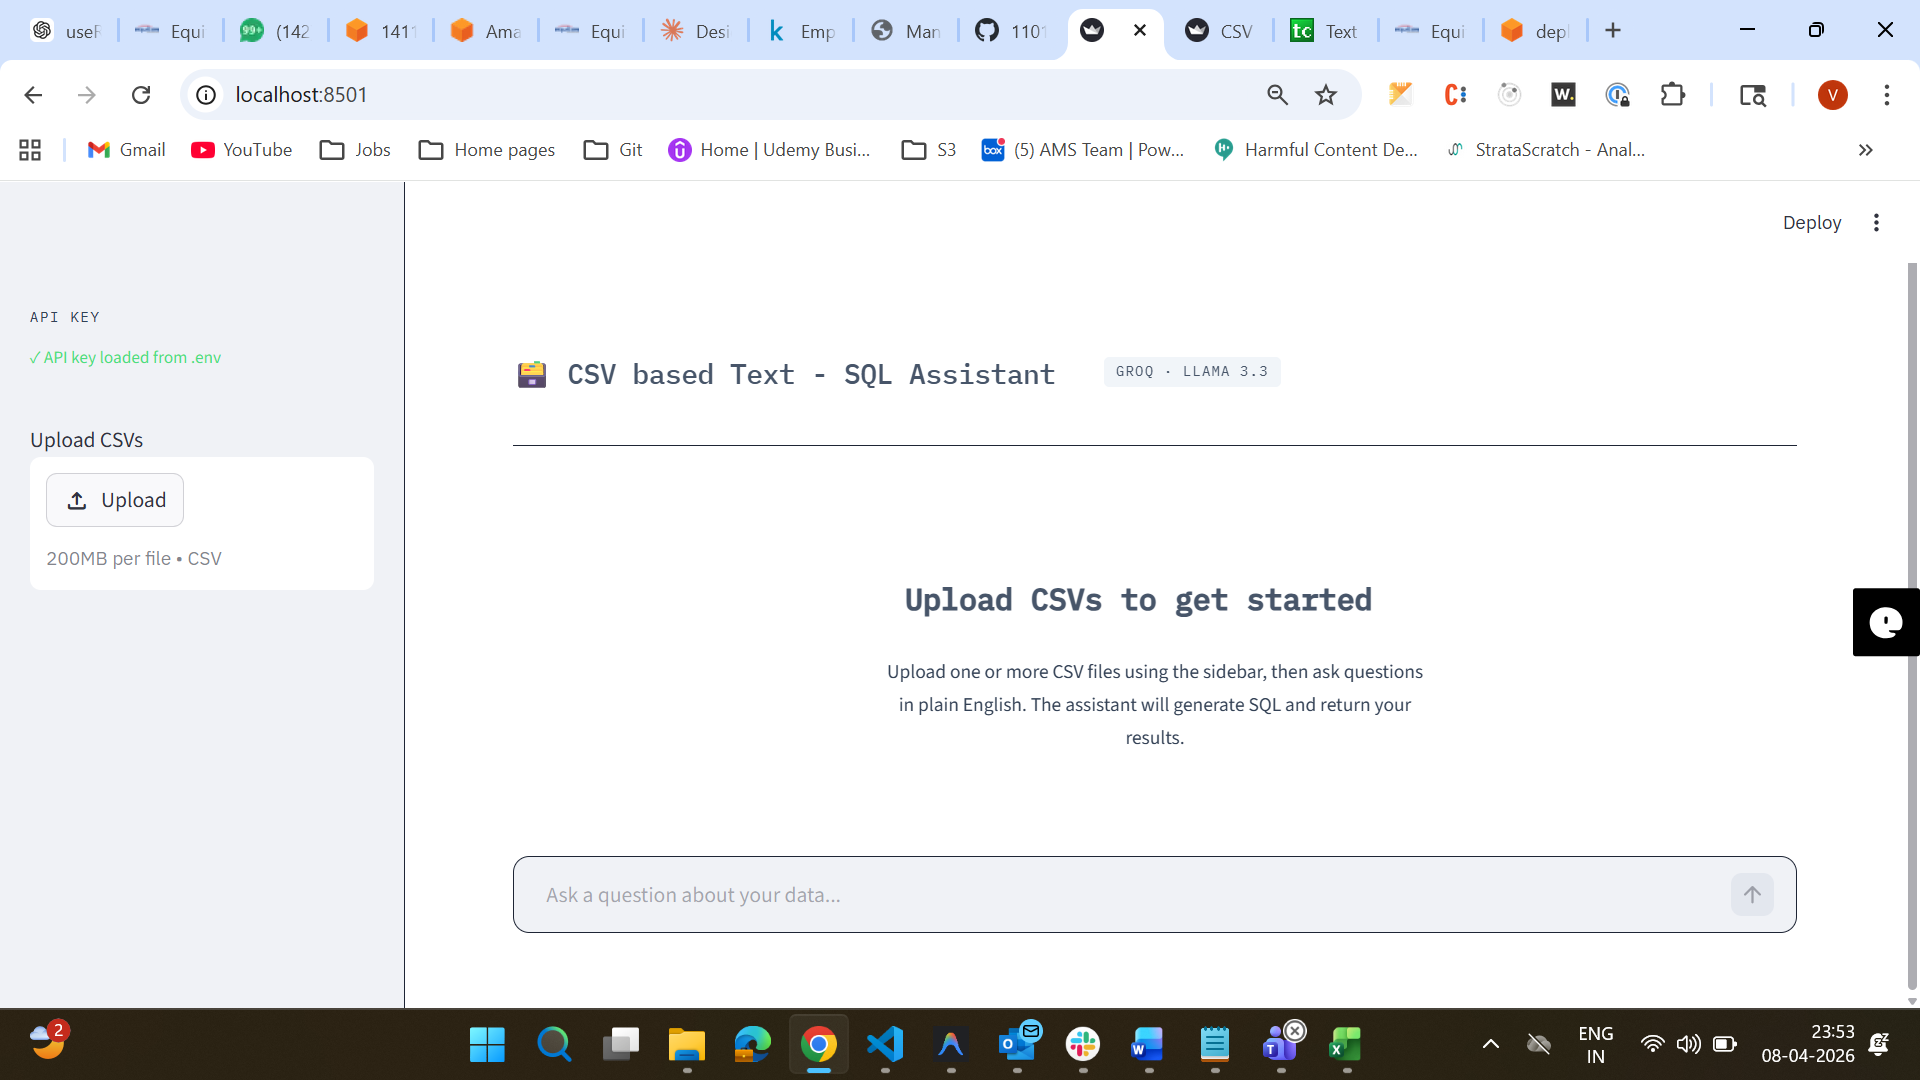 Equi
(142
1411
Ama
Equi
Desi
Emp
Man
1101
CSV
Text
Equi
depl
localhost:8501
V
Gmail
YouTube
Jobs
Home pages
Git
Home | Udemy Busi...
S3
(5) AMS Team | Pow...
Harmful Content De...
StrataScratch - Anal...
Deploy
API KEY
✓ API key loaded from .env
CSV based Text - SQL Assistant
GROQ · LLAMA 3.3
Upload CSVs
Upload
200MB per file • CSV
Upload CSVs to get started
Upload one or more CSV files using the sidebar, then ask questions
in plain English. The assistant will generate SQL and return your
results.
Ask a question about your data...
2
ENG
IN
23:53
08-04-2026